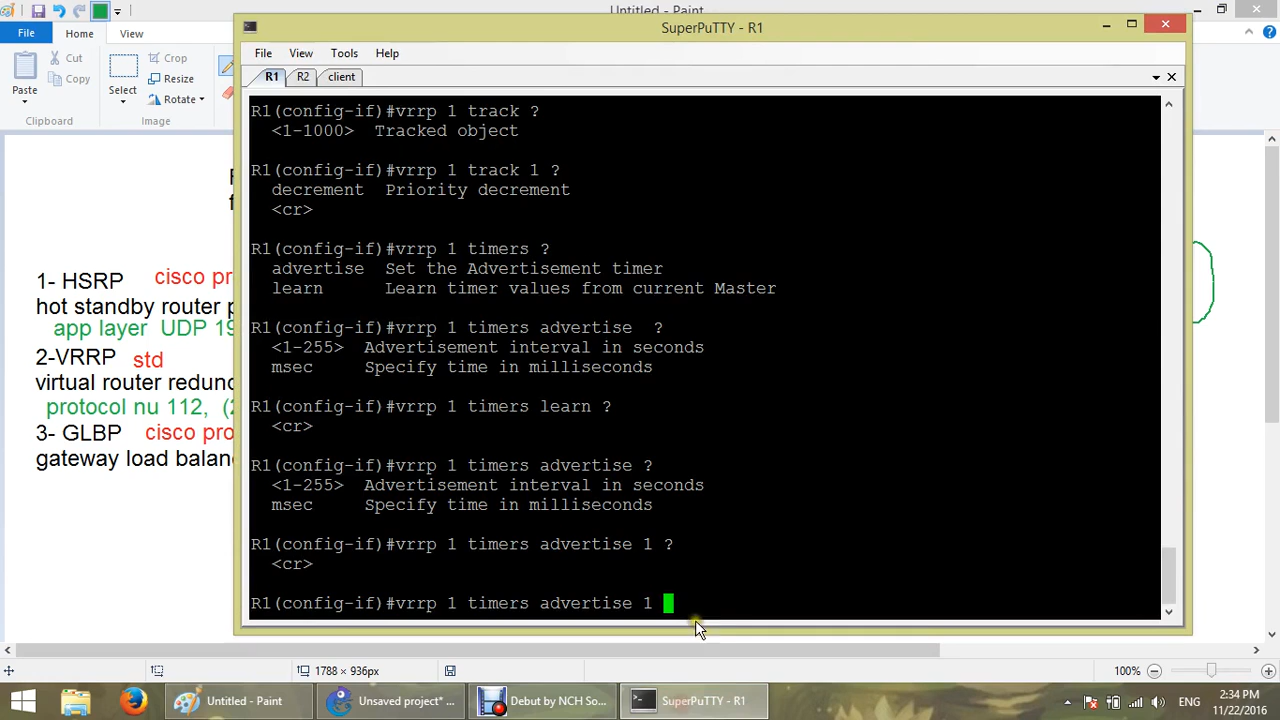 Untitled - Paint
SuperPuTTY - R1
File
Home
View
Cut
Copy
Paste
Clipboard
Select
Crop
Resize
Rotate
Image
File View Tools Help
R1 R2 client
R1(config-if)#vrrp 1 track ?
<1-1000> Tracked object
R1(config-if)#vrrp 1 track 1 ?
decrement Priority decrement
<cr>
R1(config-if)#vrrp 1 timers ?
advertise Set the Advertisement timer
learn Learn timer values from current Master
R1(config-if)#vrrp 1 timers advertise ?
<1-255> Advertisement interval in seconds
msec Specify time in milliseconds
R1(config-if)#vrrp 1 timers learn ?
<cr>
R1(config-if)#vrrp 1 timers advertise ?
<1-255> Advertisement interval in seconds
msec Specify time in milliseconds
R1(config-if)#vrrp 1 timers advertise 1 ?
<cr>
R1(config-if)#vrrp 1 timers advertise 1
1- HSRP cisco pr
hot standby router p
app layer UDP 19
2-VRRP std
virtual router redund
protocol nu 112, (2
3- GLBP cisco pro
gateway load balan
1788 × 936px
100%
Untitled - Paint
Unsaved project* ...
Debut by NCH So...
SuperPuTTY - R1
ENG
2:34 PM
11/22/2016